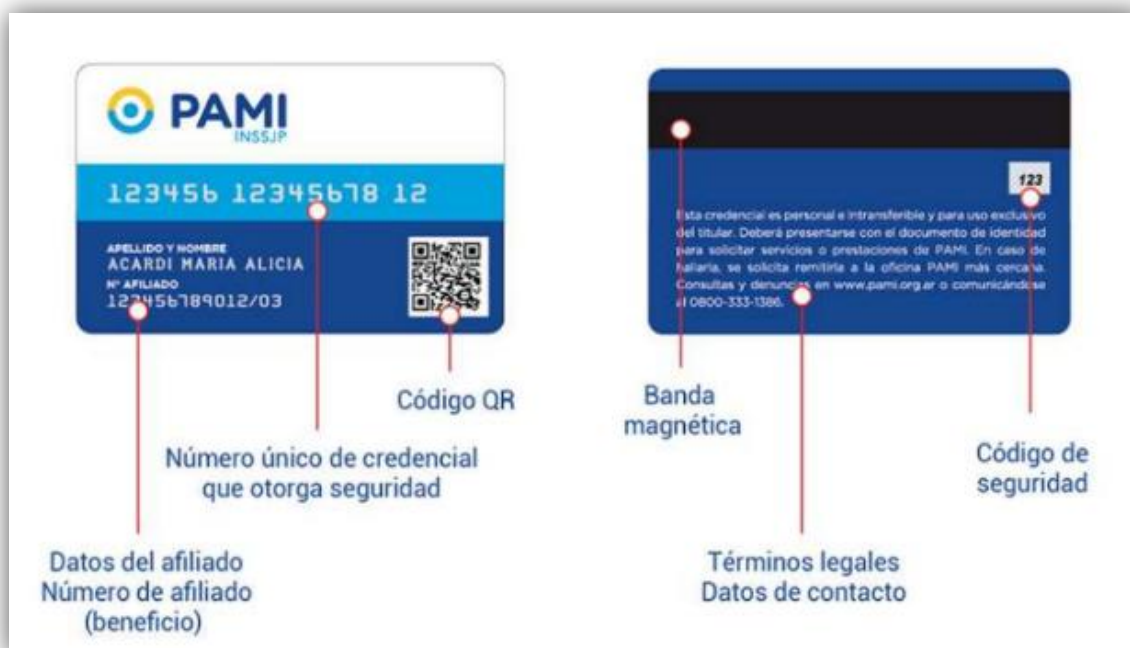 PAMI
INSSJP
123456 12345678 12
APELLIDO Y NOMBRE
ACARDI MARIA ALICIA
N° AFILIADO
123456789012/03
Código QR
Número único de credencial
que otorga seguridad
Datos del afiliado
Número de afiliado
(beneficio)
123
Esta credencial es personal e intransferible y para uso exclusivo
del titular. Deberá presentarse con el documento de identidad
para solicitar servicios o prestaciones de PAMI. En caso de
hallarla, se solicita remitirla a la oficina PAMI más cercana.
Consultas y denuncias en www.pami.org.ar o comunicándose
al 0800-333-1386.
Banda
magnética
Código de
seguridad
Términos legales
Datos de contacto